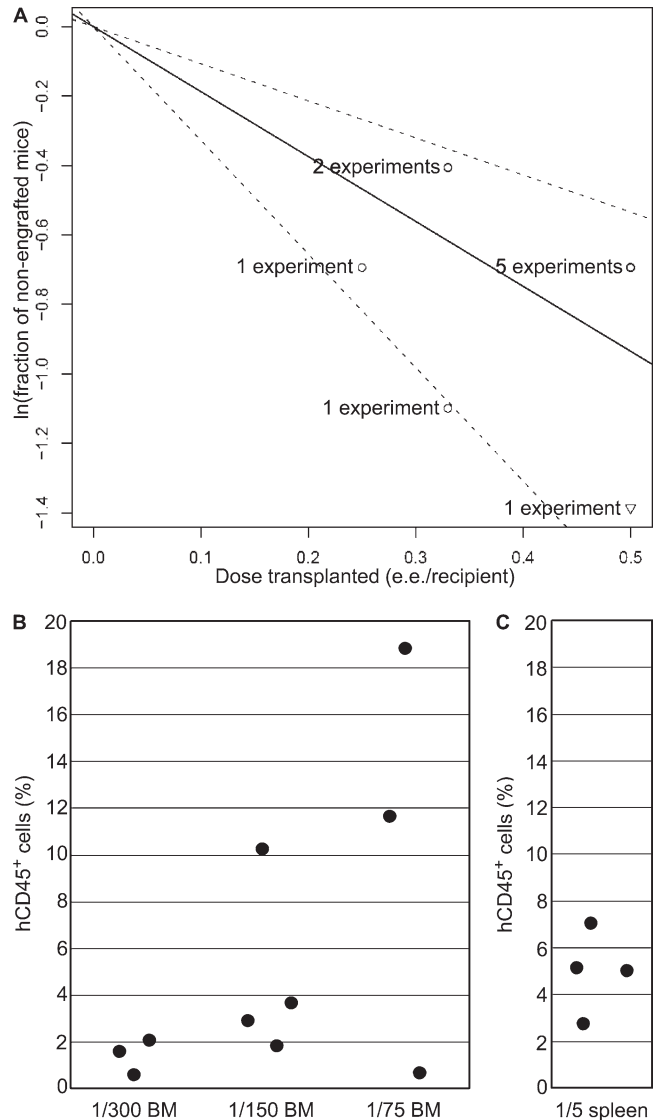 A
ln(fraction of non-engrafted mice)
0.0
−0.2
−0.4
−0.6
−0.8
−1.0
−1.2
−1.4
2 experiments
1 experiment
5 experiments
1 experiment
1 experiment
0.0 0.1 0.2 0.3 0.4 0.5
Dose transplanted (e.e./recipient)
B
hCD45+ cells (%)
20
18
16
14
12
10
8
6
4
2
0
1/300 BM 1/150 BM 1/75 BM
C
hCD45+ cells (%)
20
18
16
14
12
10
8
6
4
2
0
1/5 spleen